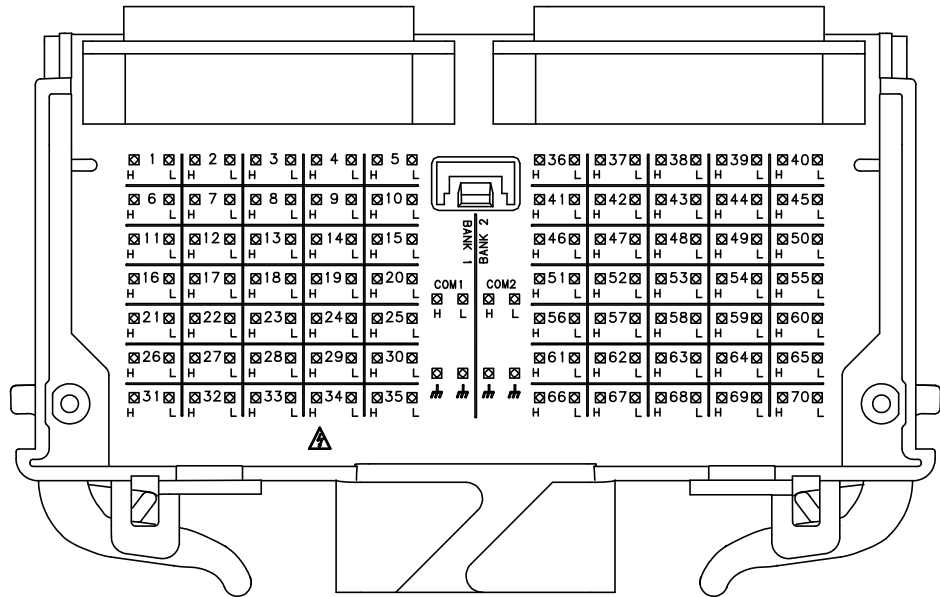 1 2 3 4 5 36 37 38 39 40
H L H L H L H L H L H L H L H L H L H L
6 7 8 9 10 41 42 43 44 45
H L H L H L H L H L H L H L H L H L H L
BANK 1
BANK 2
11 12 13 14 15 46 47 48 49 50
H L H L H L H L H L H L H L H L H L H L
16 17 18 19 20 COM1 COM2 51 52 53 54 55
H L H L H L H L H L H L H L H L H L H L H L H L
21 22 23 24 25 56 57 58 59 60
H L H L H L H L H L H L H L H L H L H L
26 27 28 29 30 61 62 63 64 65
H L H L H L H L H L H L H L H L H L H L
31 32 33 34 35 66 67 68 69 70
H L H L H L H L H L H L H L H L H L H L